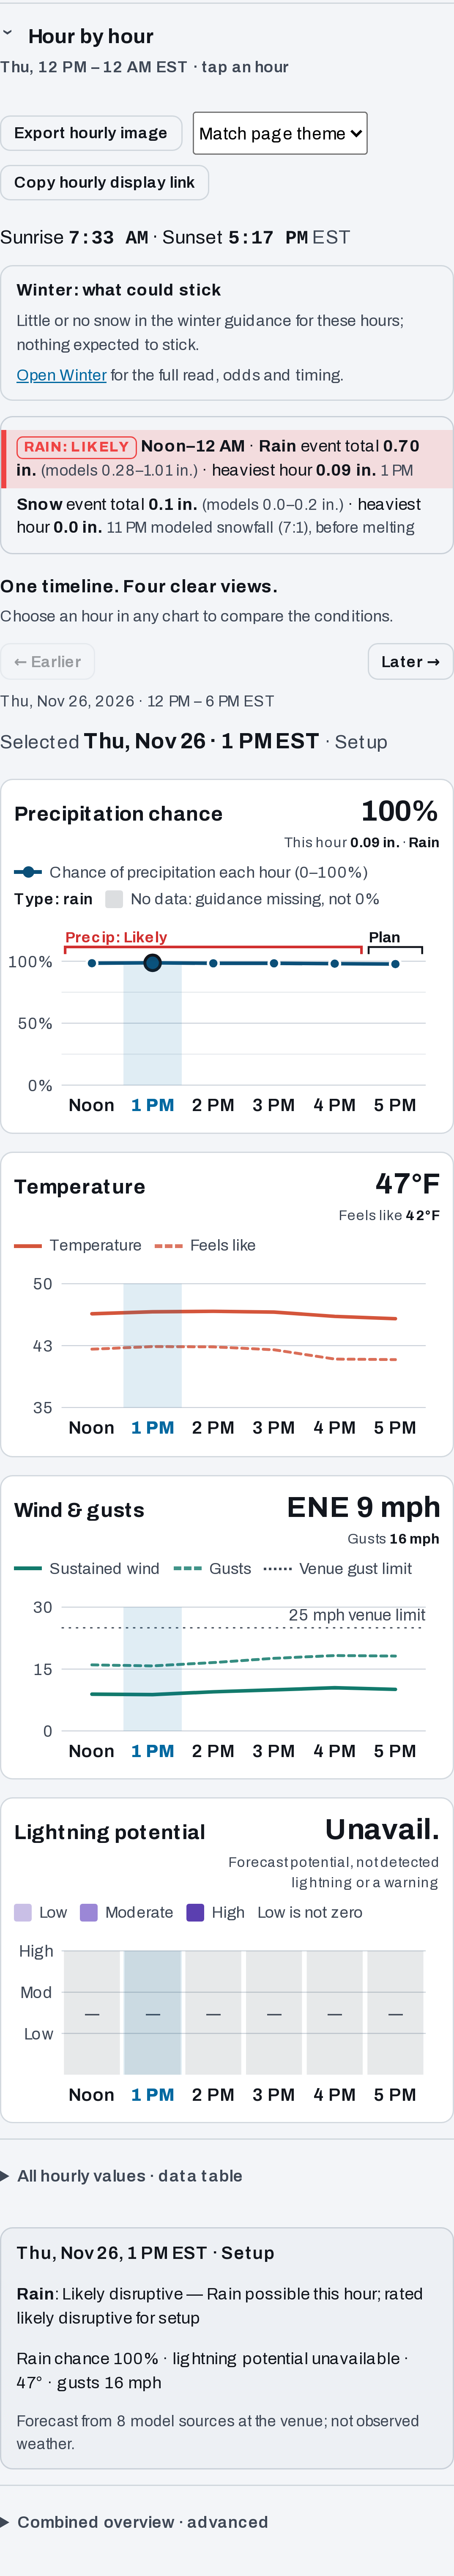 Hour by hour
Thu, 12 PM – 12 AM EST · tap an hour
Export hourly image
Match page theme
Copy hourly display link
Sunrise 7:33 AM · Sunset 5:17 PM EST
Winter: what could stick
Little or no snow in the winter guidance for these hours;
nothing expected to stick.
Open Winter for the full read, odds and timing.
RAIN: LIKELY Noon–12 AM · Rain event total 0.70
in. (models 0.28–1.01 in.) · heaviest hour 0.09 in. 1 PM
Snow event total 0.1 in. (models 0.0–0.2 in.) · heaviest
hour 0.0 in. 11 PM modeled snowfall (7:1), before melting
One timeline. Four clear views.
Choose an hour in any chart to compare the conditions.
← Earlier
Later →
Thu, Nov 26, 2026 · 12 PM – 6 PM EST
Selected Thu, Nov 26 · 1 PM EST · Setup
Precipitation chance
100%
This hour 0.09 in. · Rain
Chance of precipitation each hour (0–100%)
Type: rain No data: guidance missing, not 0%
Precip: Likely
Plan
100%
50%
0%
Noon 1 PM 2 PM 3 PM 4 PM 5 PM
Temperature
47°F
Feels like 42°F
Temperature Feels like
50
43
35
Noon 1 PM 2 PM 3 PM 4 PM 5 PM
Wind & gusts
ENE 9 mph
Gusts 16 mph
Sustained wind Gusts Venue gust limit
30
25 mph venue limit
15
0
Noon 1 PM 2 PM 3 PM 4 PM 5 PM
Lightning potential
Unavail.
Forecast potential, not detected
lightning or a warning
Low Moderate High Low is not zero
High
Mod
— — — — — —
Low
Noon 1 PM 2 PM 3 PM 4 PM 5 PM
All hourly values · data table
Thu, Nov 26, 1 PM EST · Setup
Rain: Likely disruptive — Rain possible this hour; rated
likely disruptive for setup
Rain chance 100% · lightning potential unavailable ·
47° · gusts 16 mph
Forecast from 8 model sources at the venue; not observed
weather.
Combined overview · advanced